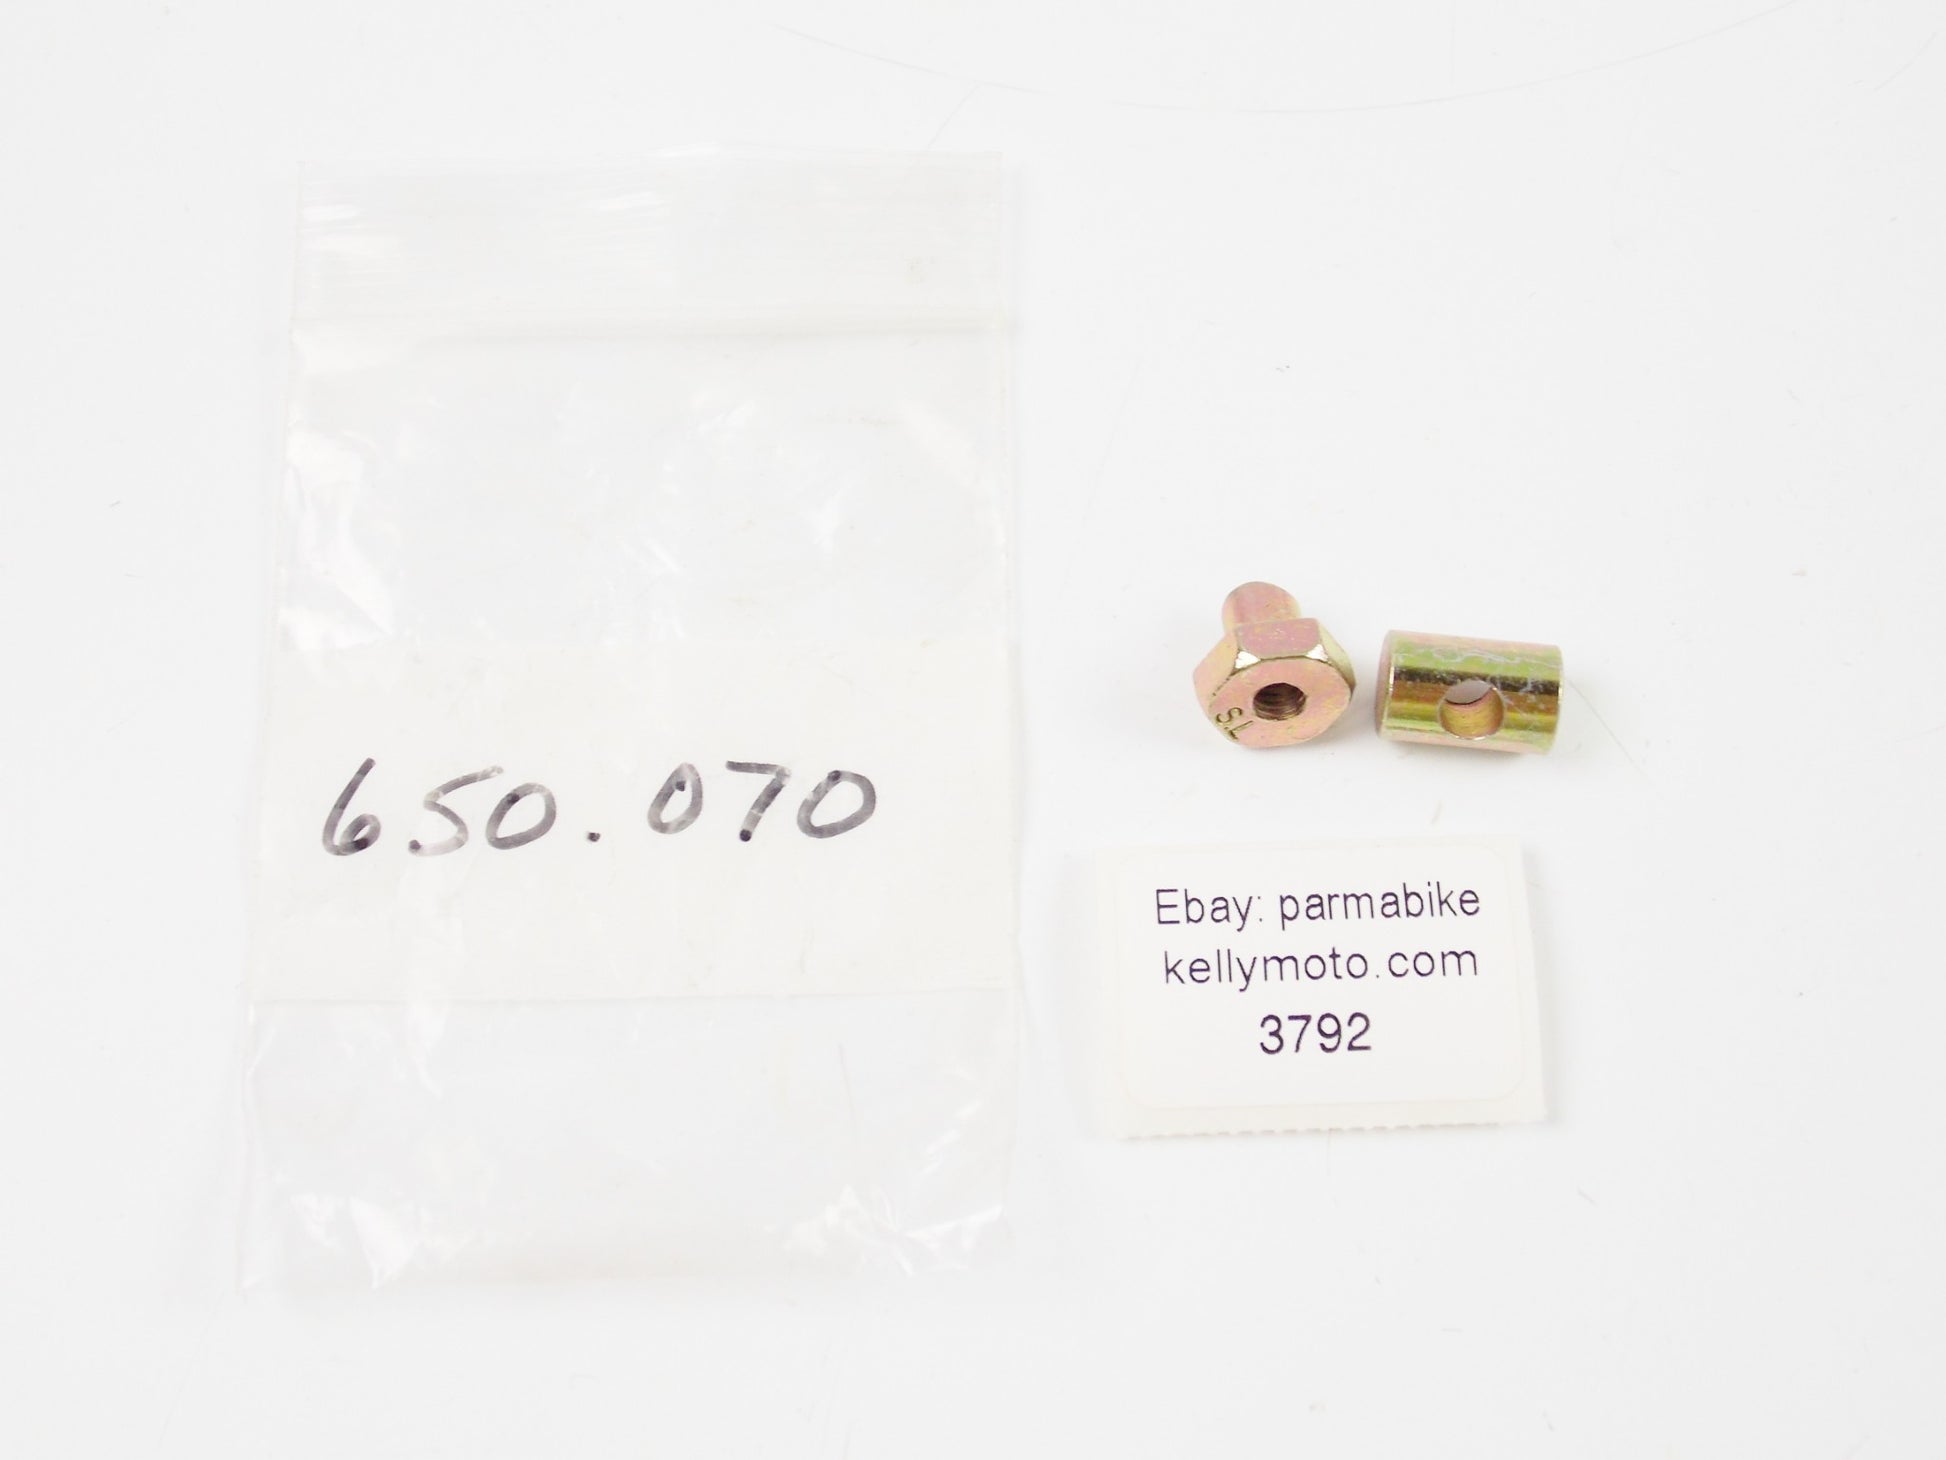 650.070
S.L
Ebay: parmabike
kellymoto.com
3792